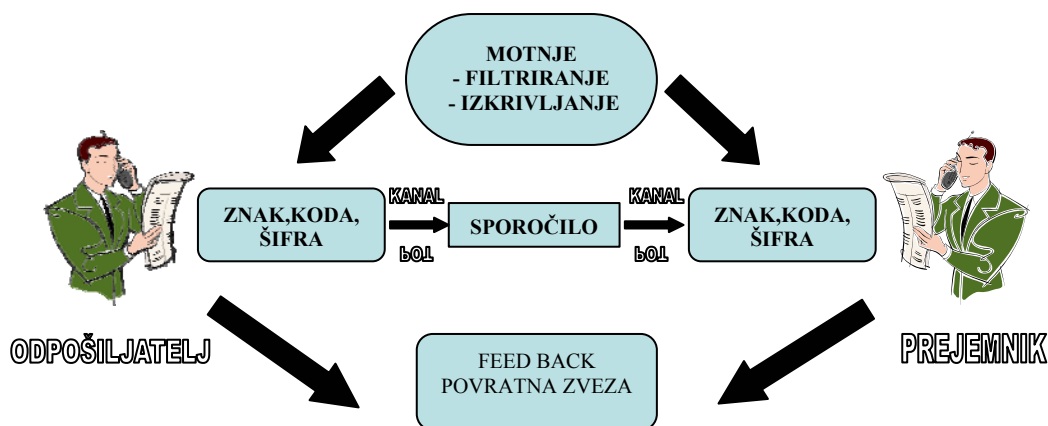 MOTNJE
- FILTRIRANJE
- IZKRIVLJANJE
KANAL
KANAL
ZNAK,KODA,
ŠIFRA
SPOROČILO
ZNAK,KODA,
ŠIFRA
POT
POT
ODPOŠILJATELJ
PREJEMNIK
FEED BACK
POVRATNA ZVEZA